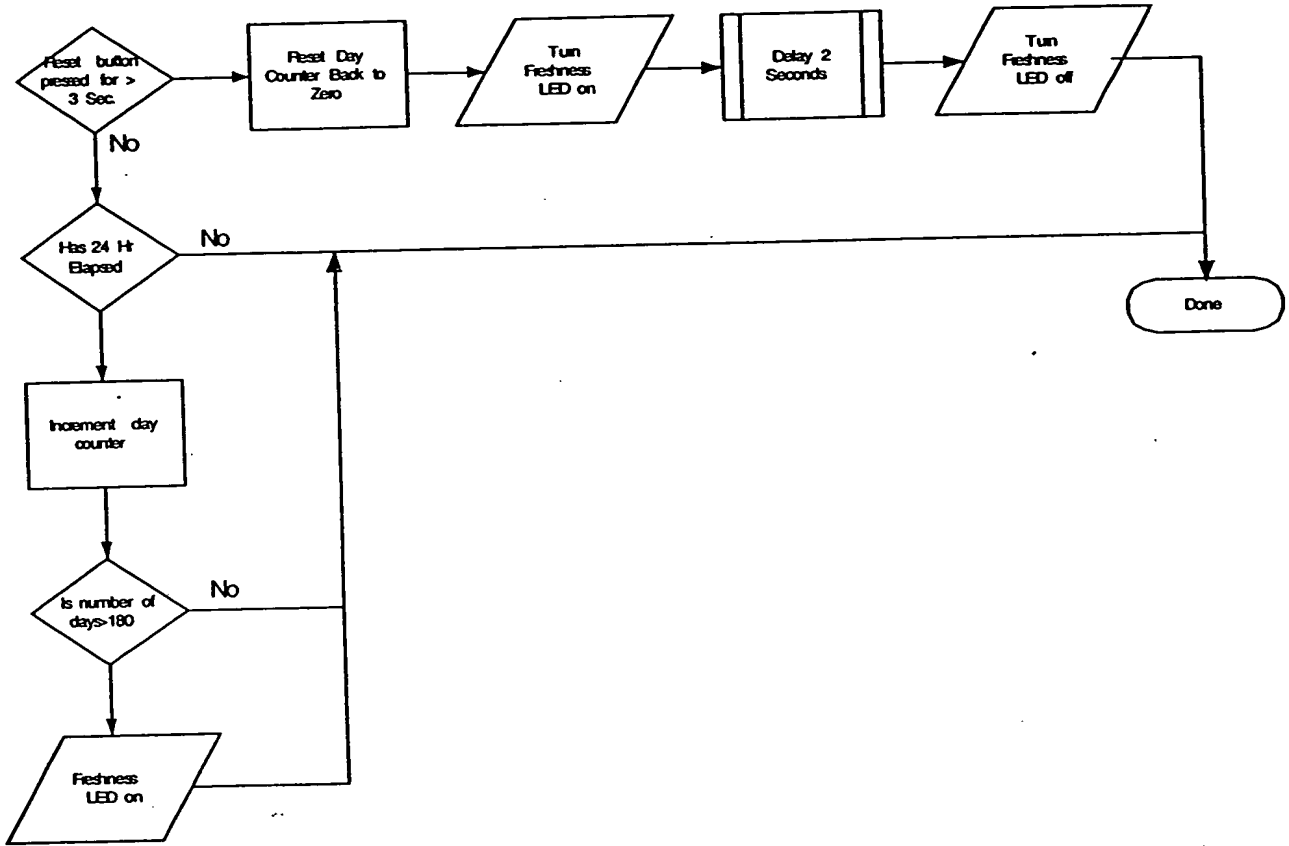 Reset button
pressed for >
3 Sec.
Reset Day
Counter Back to
Zero
Turn
Freshness
LED on
Delay 2
Seconds
Turn
Freshness
LED off
No
Has 24 Hr
Elapsed
No
Done
Increment day
counter
Is number of
days>180
No
Freshness
LED on